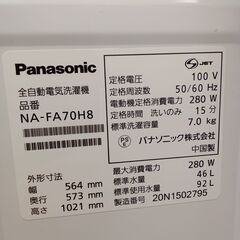 Panasonic
全自動電気洗濯機
品番
NA-FA70H8
外形寸法
幅 564 mm
奥行 573 mm
高さ 1021 mm
S-JET
定格電圧 100 V
定格周波数 50/60 Hz
電動機定格消費電力 280 W
定格時間 洗いのみ 15 分
標準洗濯容量 7.0 kg
パナソニック株式会社
中国製
最大消費電力 280 W
標準水量 46 L
標準使用水量 92 L
製造番号 20N1502795